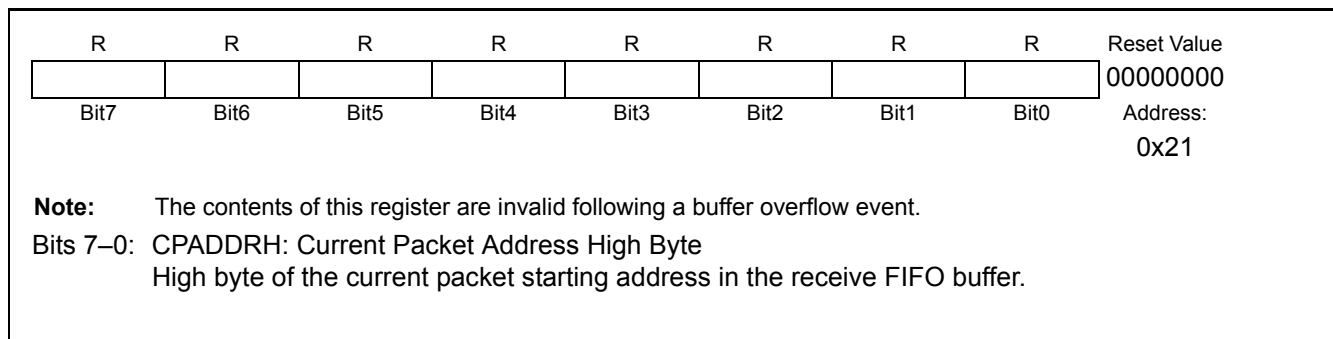 R R R R R R R R Reset Value
00000000
Bit7 Bit6 Bit5 Bit4 Bit3 Bit2 Bit1 Bit0 Address:
0x21
Note: The contents of this register are invalid following a buffer overflow event.
Bits 7–0: CPADDRH: Current Packet Address High Byte
High byte of the current packet starting address in the receive FIFO buffer.